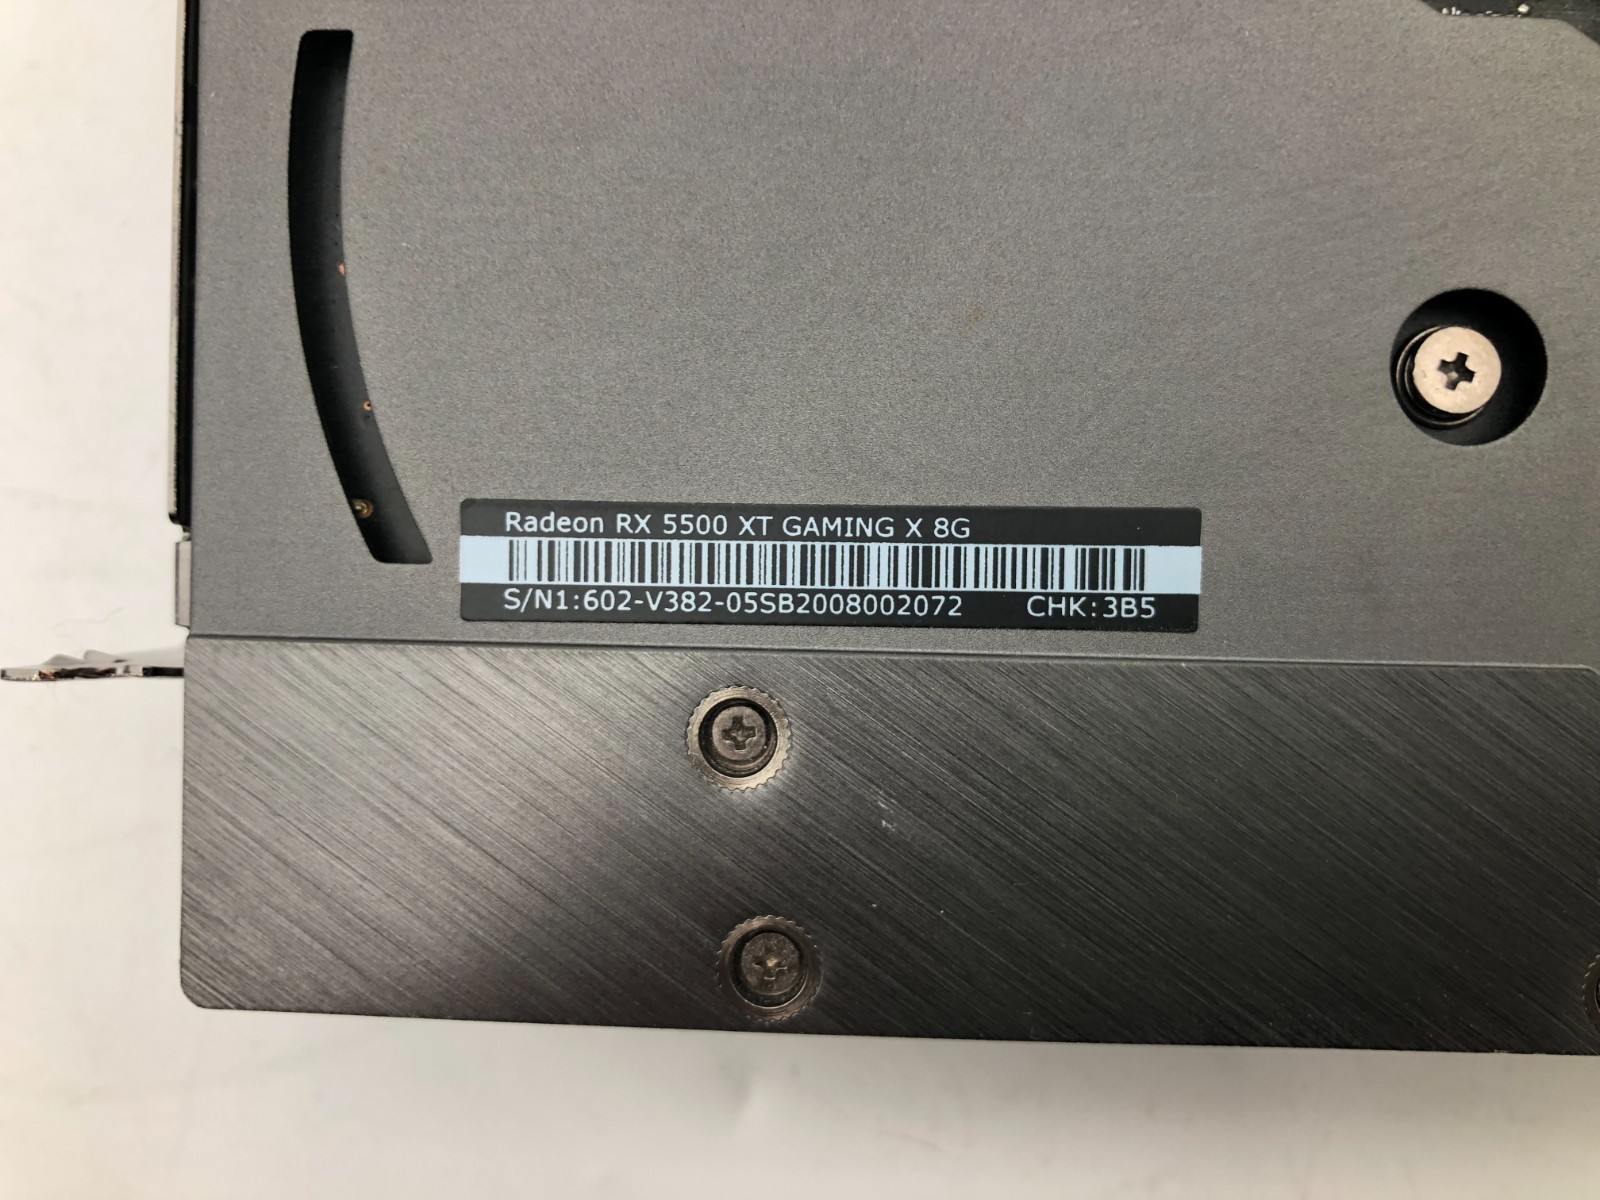 Radeon RX 5500 XT GAMING X 8G
S/N1:602-V382-05SB2008002072 CHK:3B5